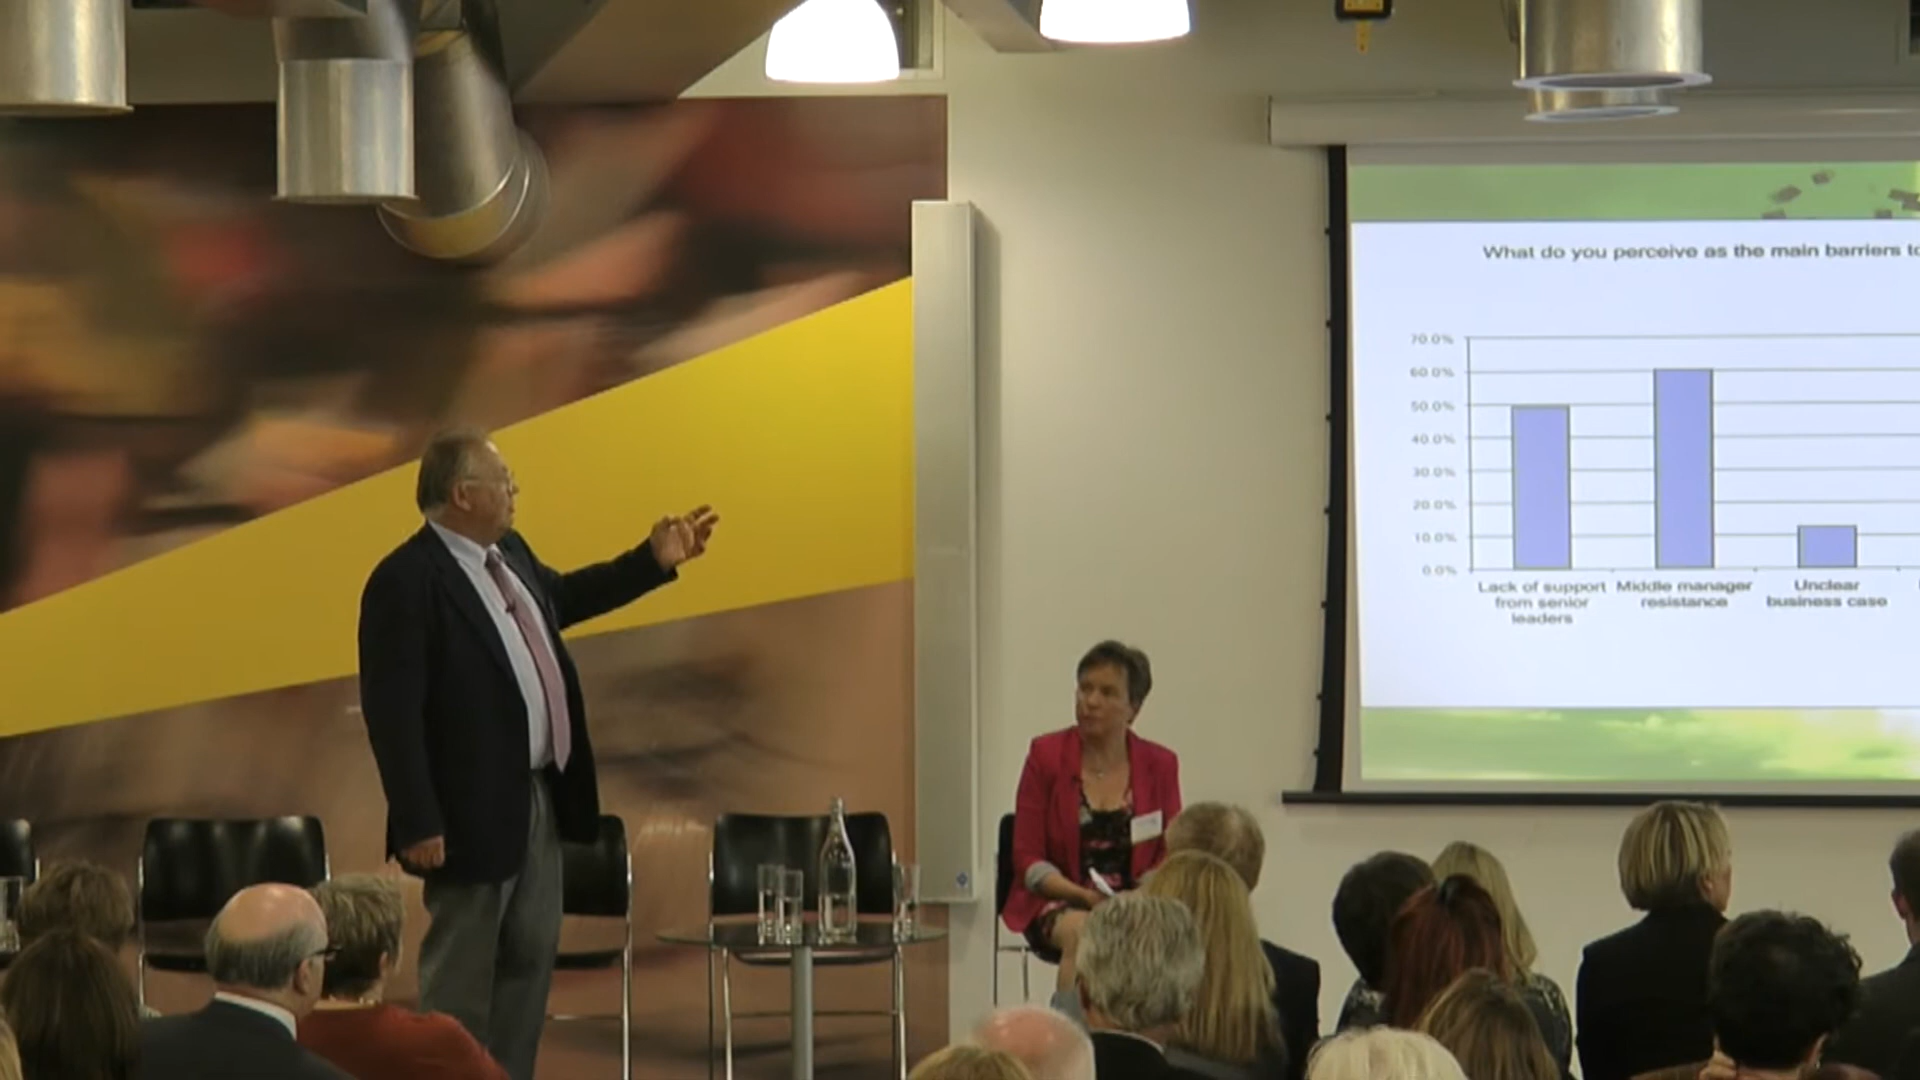 What do you perceive as the main barriers to
70.0%
60.0%
50.0%
40.0%
30.0%
20.0%
10.0%
0.0%
Lack of support from senior leaders
Middle manager resistance
Unclear business case